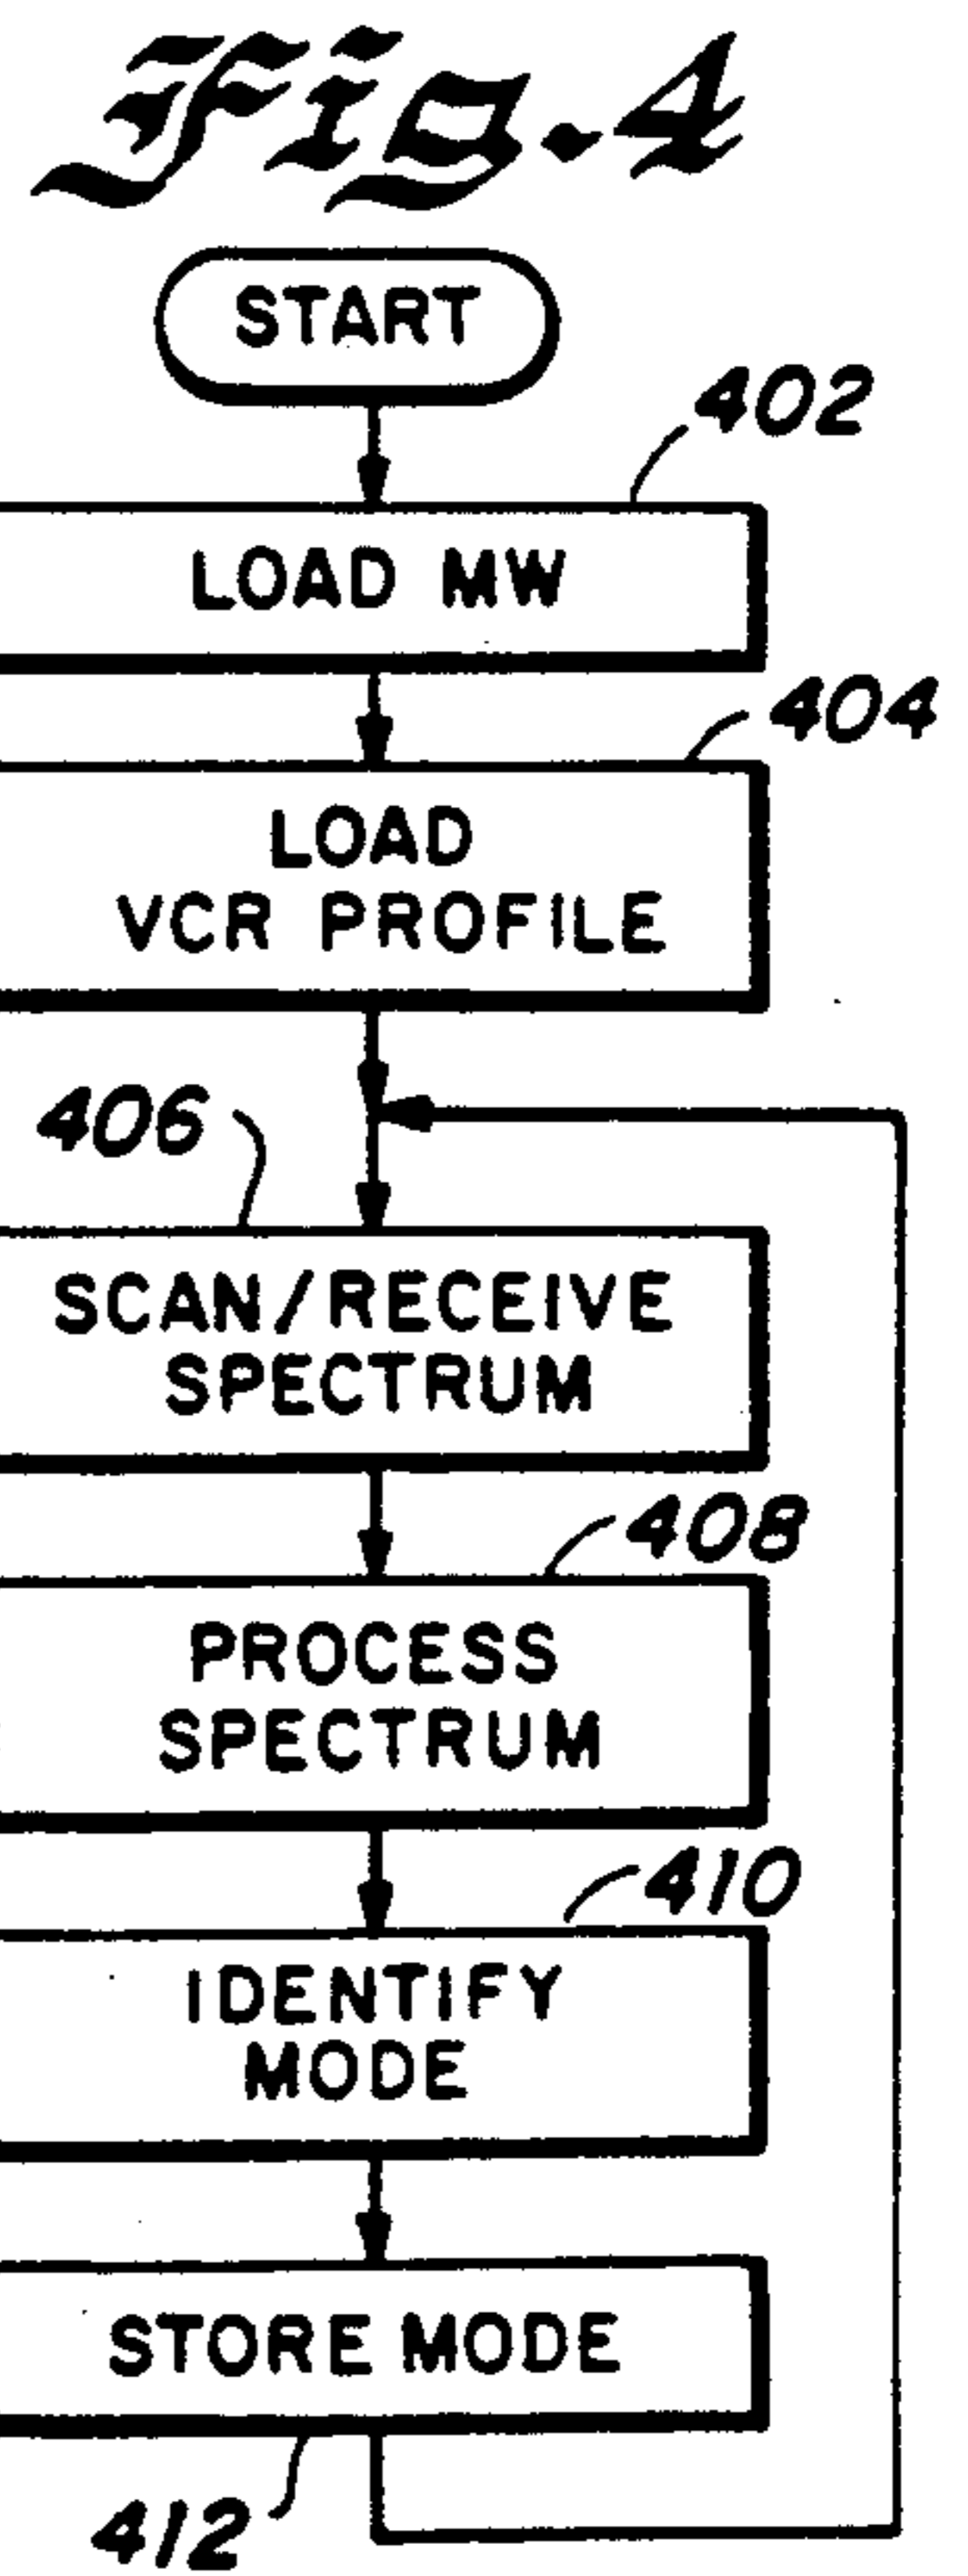 Fig.4
START
402
LOAD MW
404
LOAD
VCR PROFILE
406
SCAN/RECEIVE
SPECTRUM
408
PROCESS
SPECTRUM
410
IDENTIFY
MODE
STORE MODE
412